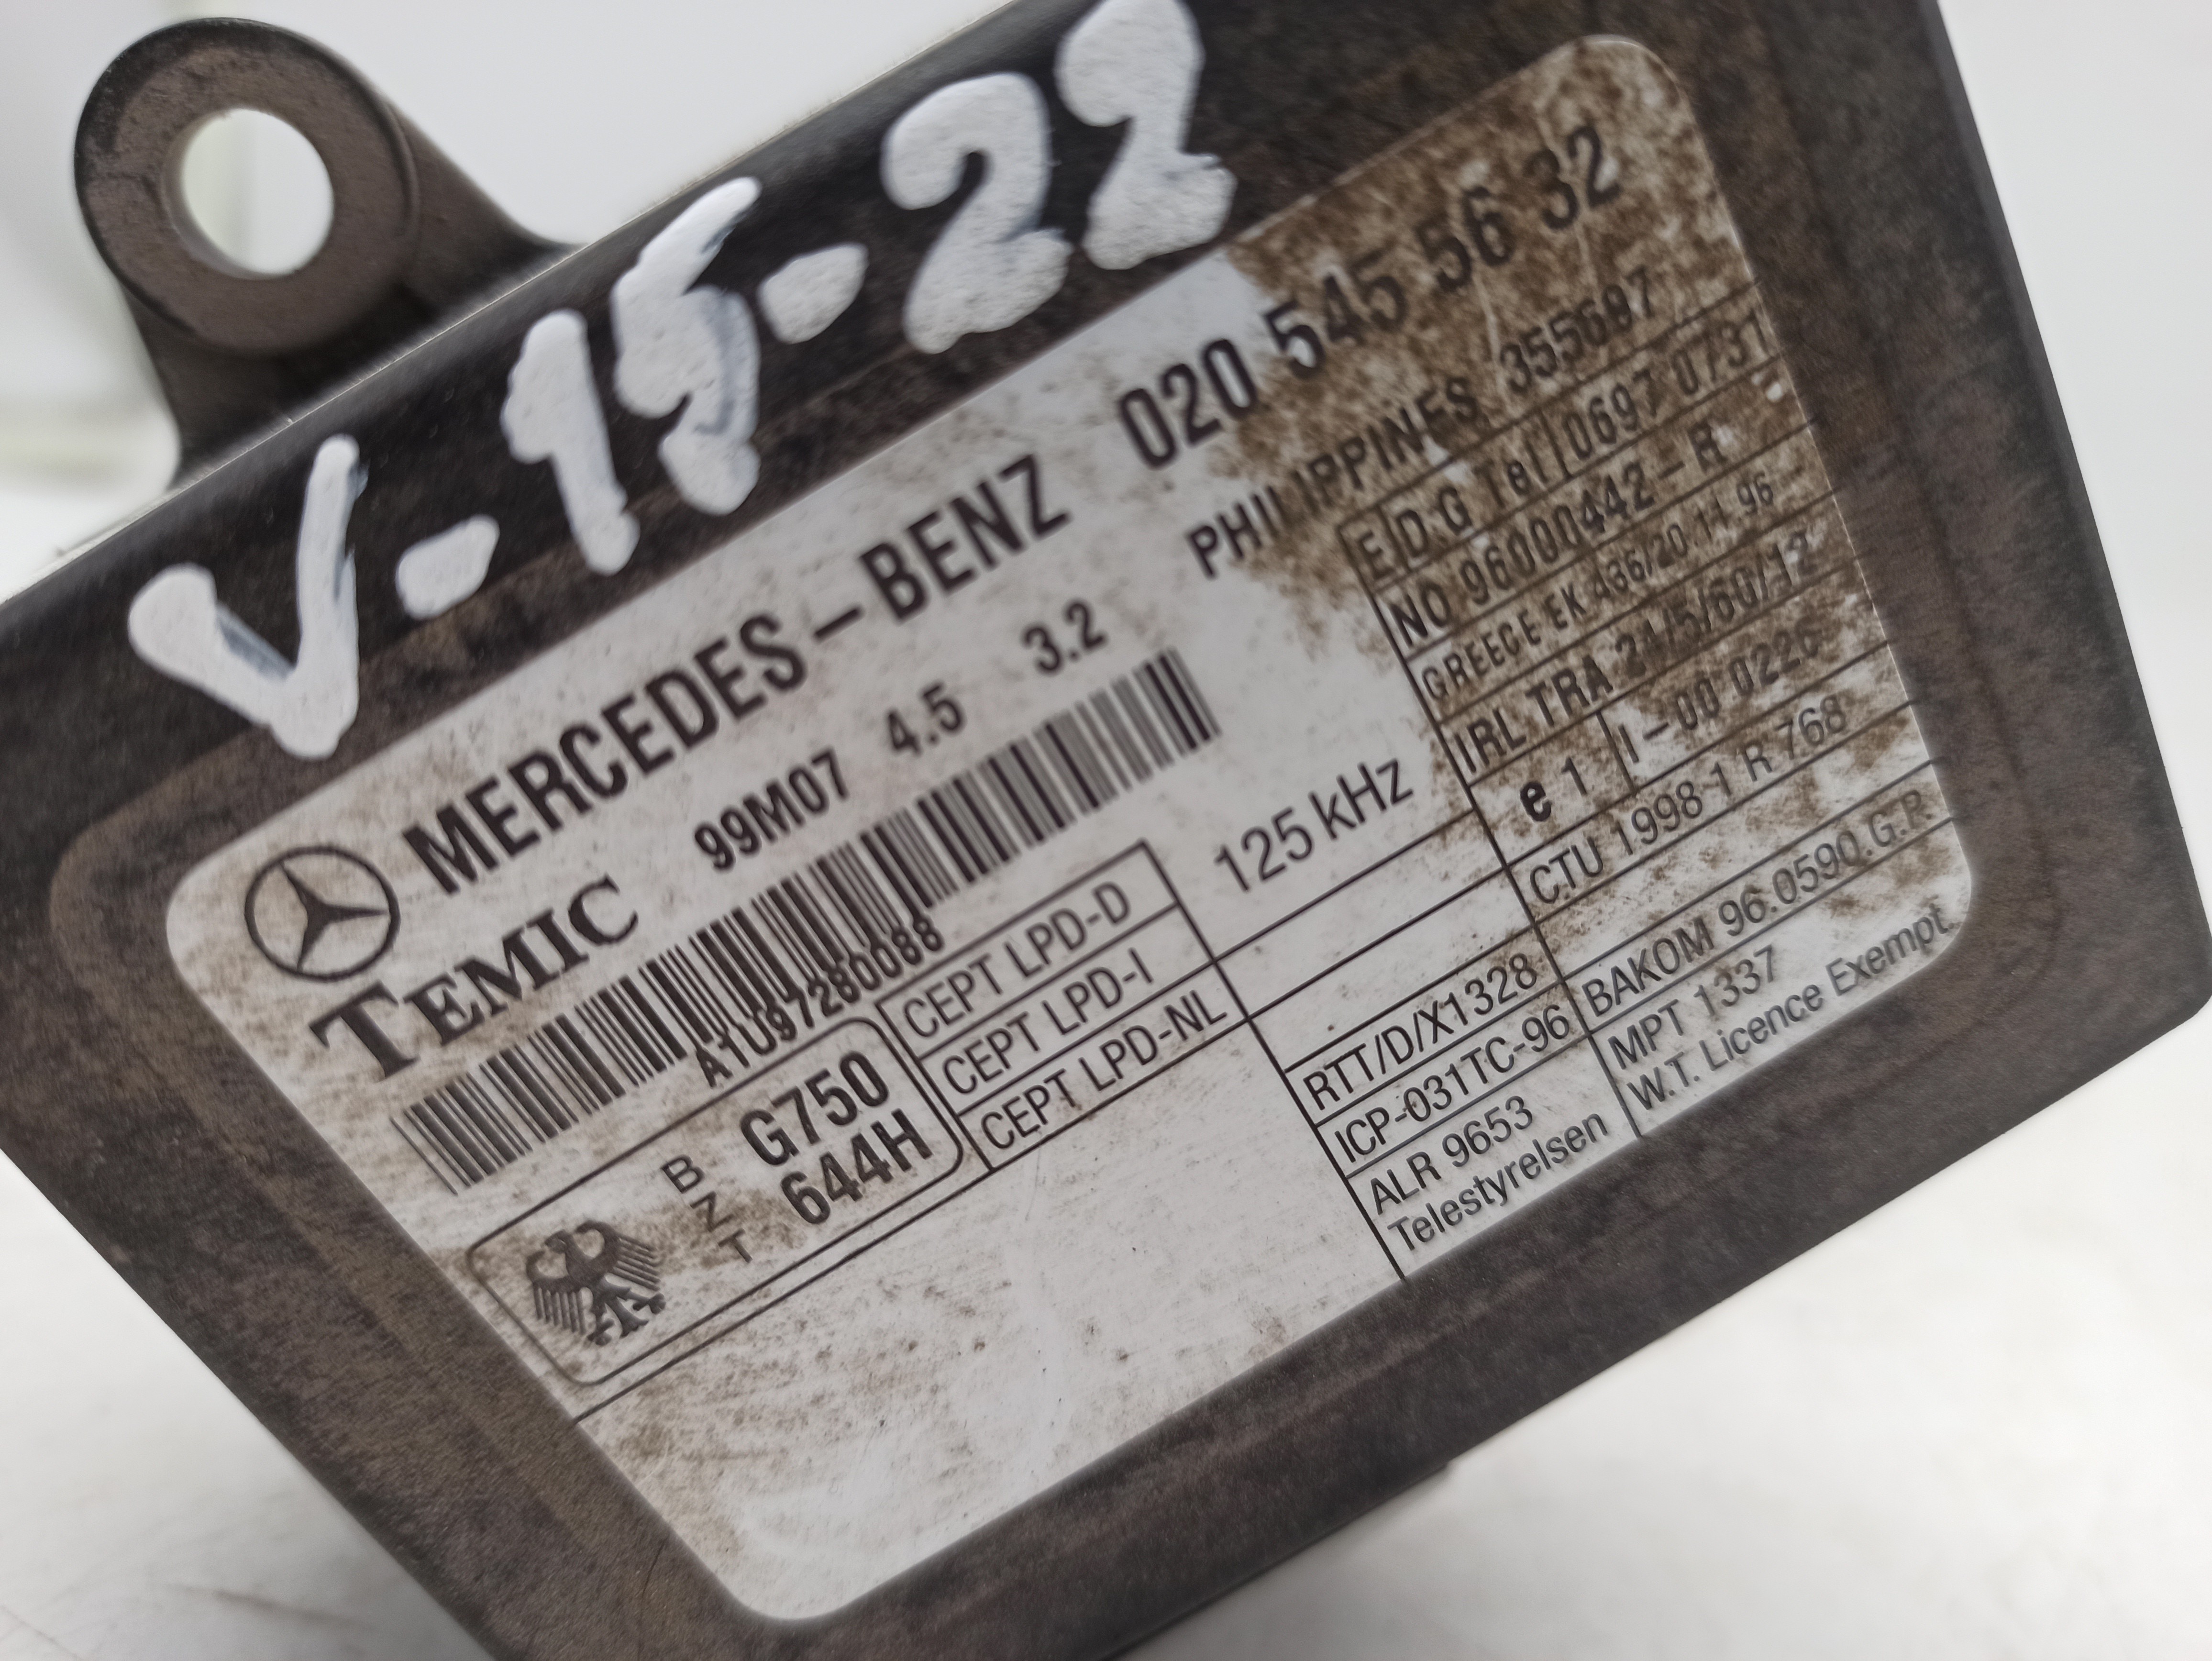 V-15-22
MERCEDES-BENZ 020 545 56 32
TEMIC 99M07 4.5 3.2
PHILIPPINES 355697
A1U97280088
125 kHz
B
Z
T
G750
644H
CEPT LPD-D
CEPT LPD-I
CEPT LPD-NL
E D.G Tel 0697 0/31
NO 96000442-R
GREECE EK 436/20 11 96
IRL TRA 24/5/60/12
e 1 I-00 0226
CTU 1998-1 R 768
RTT/D/X1328
ICP-031TC-96
ALR 9653
Telestyrelsen
BAKOM 96.0590.G.P.
MPT 1337
W.T. Licence Exempt